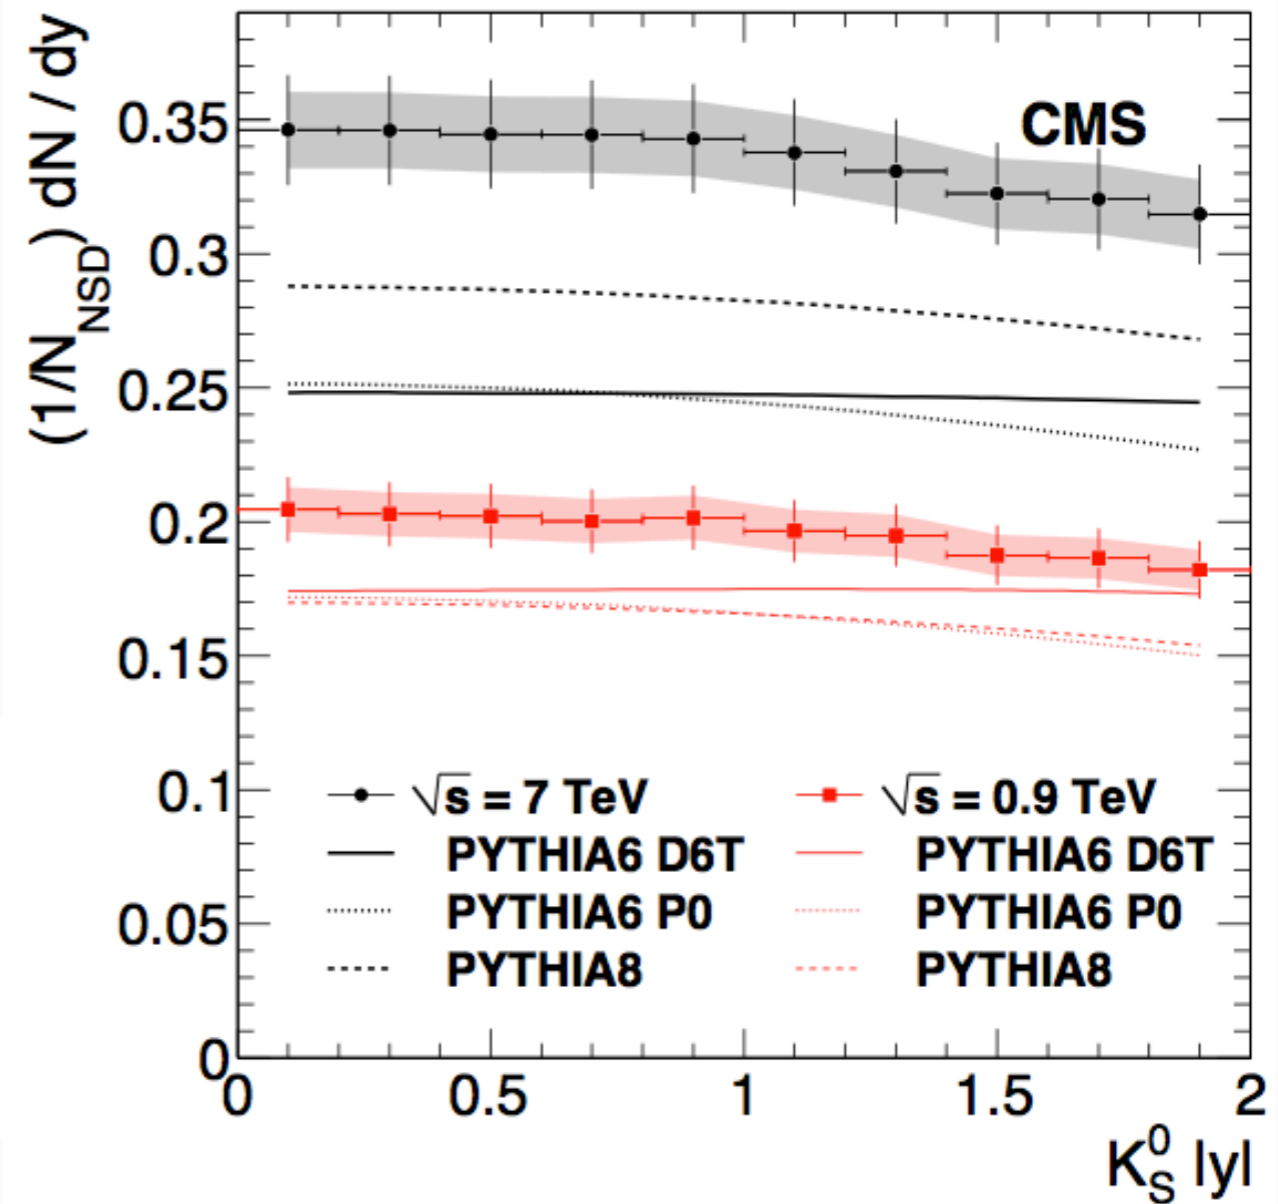 (1/N_NSD) dN / dy
0.35
0.3
0.25
0.2
0.15
0.1
0.05
0
CMS
√s = 7 TeV
PYTHIA6 D6T
PYTHIA6 P0
PYTHIA8
√s = 0.9 TeV
PYTHIA6 D6T
PYTHIA6 P0
PYTHIA8
0 0.5 1 1.5 2
K⁰_S |y|